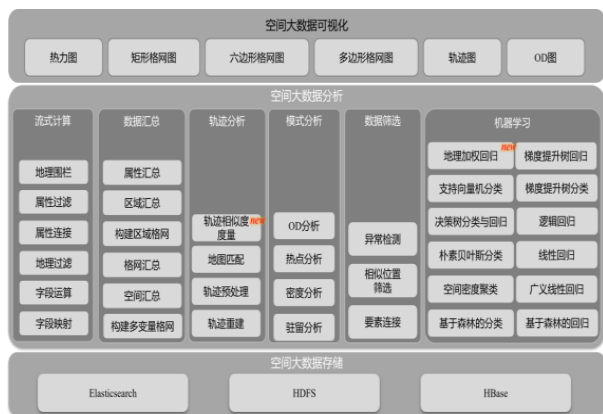 空间大数据可视化
热力图
矩形格网图
六边形格网图
多边形格网图
轨迹图
OD图
空间大数据分析
流式计算
地理围栏
属性过滤
属性连接
地理过滤
字段运算
字段映射
数据汇总
属性汇总
区域汇总
构建区域格网
格网汇总
空间汇总
构建多变量格网
轨迹分析
轨迹相似度
new
度量
地图匹配
轨迹预处理
轨迹重建
模式分析
OD分析
热点分析
密度分析
驻留分析
数据筛选
异常检测
相似位置
筛选
要素连接
机器学习
地理加权回归
new
梯度提升树回归
支持向量机分类
梯度提升树分类
决策树分类与回归
逻辑回归
朴素贝叶斯分类
线性回归
空间密度聚类
广义线性回归
基于森林的分类
基于森林的回归
空间大数据存储
Elasticsearch
HDFS
HBase